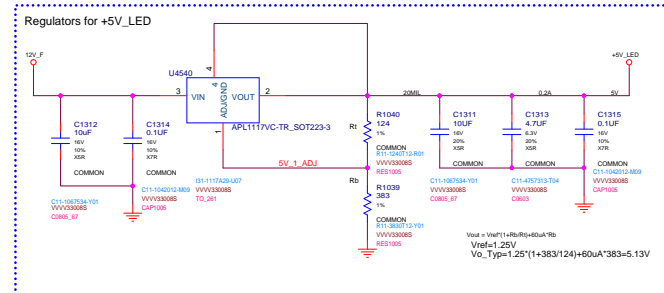 Regulators for +5V_LED
12V_F
+5V_LED
U4540
4
4
3
VIN
ADJ/GND
VOUT
2
1
APL1117VC-TR_SOT223-3
20MIL
0.2A
5V
C1312
10uF
16V
10%
X5R
COMMON
C11-1067534-Y01
VVVV33008S
C0805_67
C1314
0.1UF
16V
10%
X7R
COMMON
C11-1042012-M09
VVVV33008S
CAP1005
I31-1117A29-U07
VVVV33008S
TO_261
5V_1_ADJ
Rt
R1040
124
1%
COMMON
R11-1240T12-R01
VVVV33008S
RES1005
Rb
R1039
383
1%
COMMON
R11-3830T12-Y01
VVVV33008S
RES1005
C1311
10UF
16V
20%
X5R
COMMON
C11-1067534-Y01
VVVV33008S
C0805_67
C1313
4.7UF
6.3V
20%
X5R
COMMON
C11-4757313-T04
VVVV33008S
C0603
C1315
0.1UF
16V
10%
X7R
COMMON
C11-1042012-M09
VVVV33008S
CAP1005
Vout = Vref*(1+Rb/Rt)+60uA*Rb
Vref=1.25V
Vo_Typ=1.25*(1+383/124)+60uA*383=5.13V